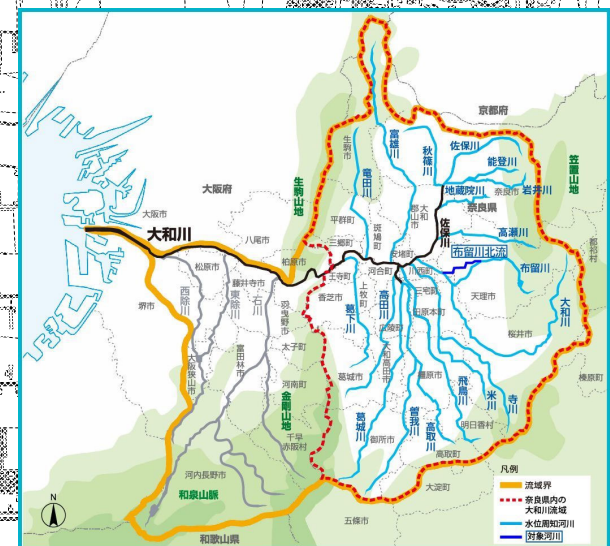 京都府
生駒市
富雄川
秋篠川
佐保川
能登川
笠置山地
竜田川
地蔵院川
奈良市
岩井川
大阪府
生駒山地
大和郡山市
奈良県
大阪市
大和川
平群町
斑鳩町
佐保川
高瀬川
都祁村
八尾市
三郷町
安堵町
布留川北流
柏原市
松原市
王寺町
河合町
川西町
布留川
藤井寺市
三宅町
天理市
堺市
西除川
東除川
石川
羽曳野市
香芝市
上牧町
高田川
田原本町
大和川
葛下川
広陵町
桜井市
富田林市
太子町
大和高田市
大阪狭山市
葛城市
橿原市
榛原町
河南町
飛鳥川
米川
寺川
金剛山地
葛城川
曽我川
高取川
明日香村
千早赤阪村
御所市
高取町
河内長野市
和泉山脈
大淀町
五條市
和歌山県
N
凡例
流域界
奈良県内の
大和川流域
水位周知河川
対象河川